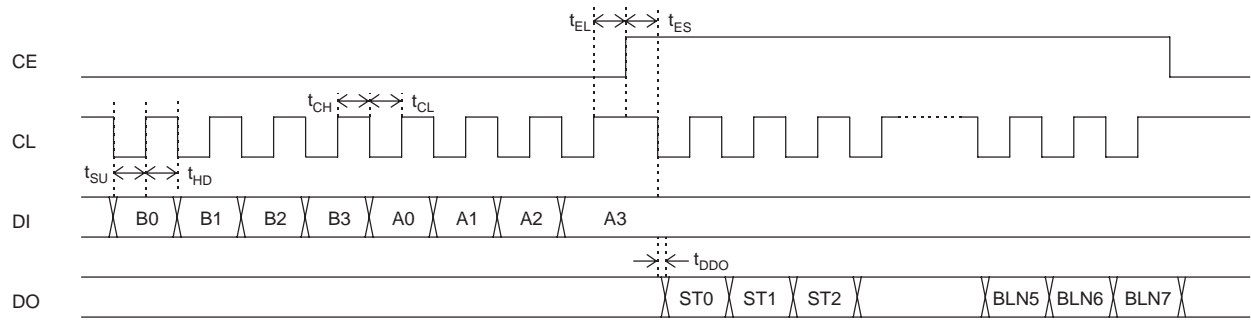 tEL tES
CE
tCH tCL
CL
tSU tHD
DI B0 B1 B2 B3 A0 A1 A2 A3
tDDO
DO ST0 ST1 ST2 BLN5 BLN6 BLN7